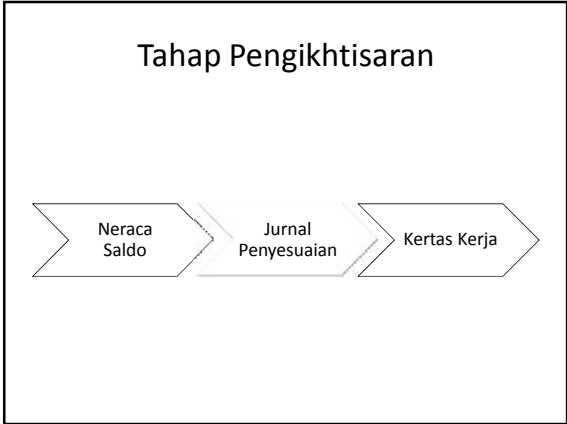 Tahap Pengikhtisaran
Neraca
Saldo
Jurnal
Penyesuaian
Kertas Kerja